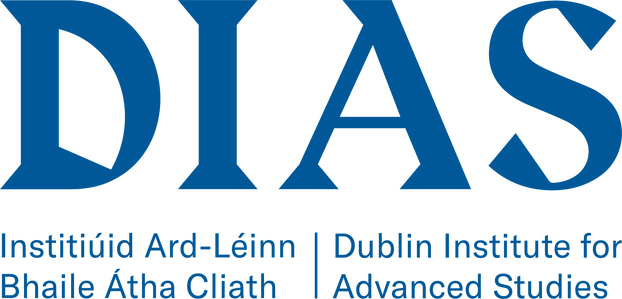 DIAS
Institiúid Ard-Léinn
Bhaile Átha Cliath
Dublin Institute for
Advanced Studies